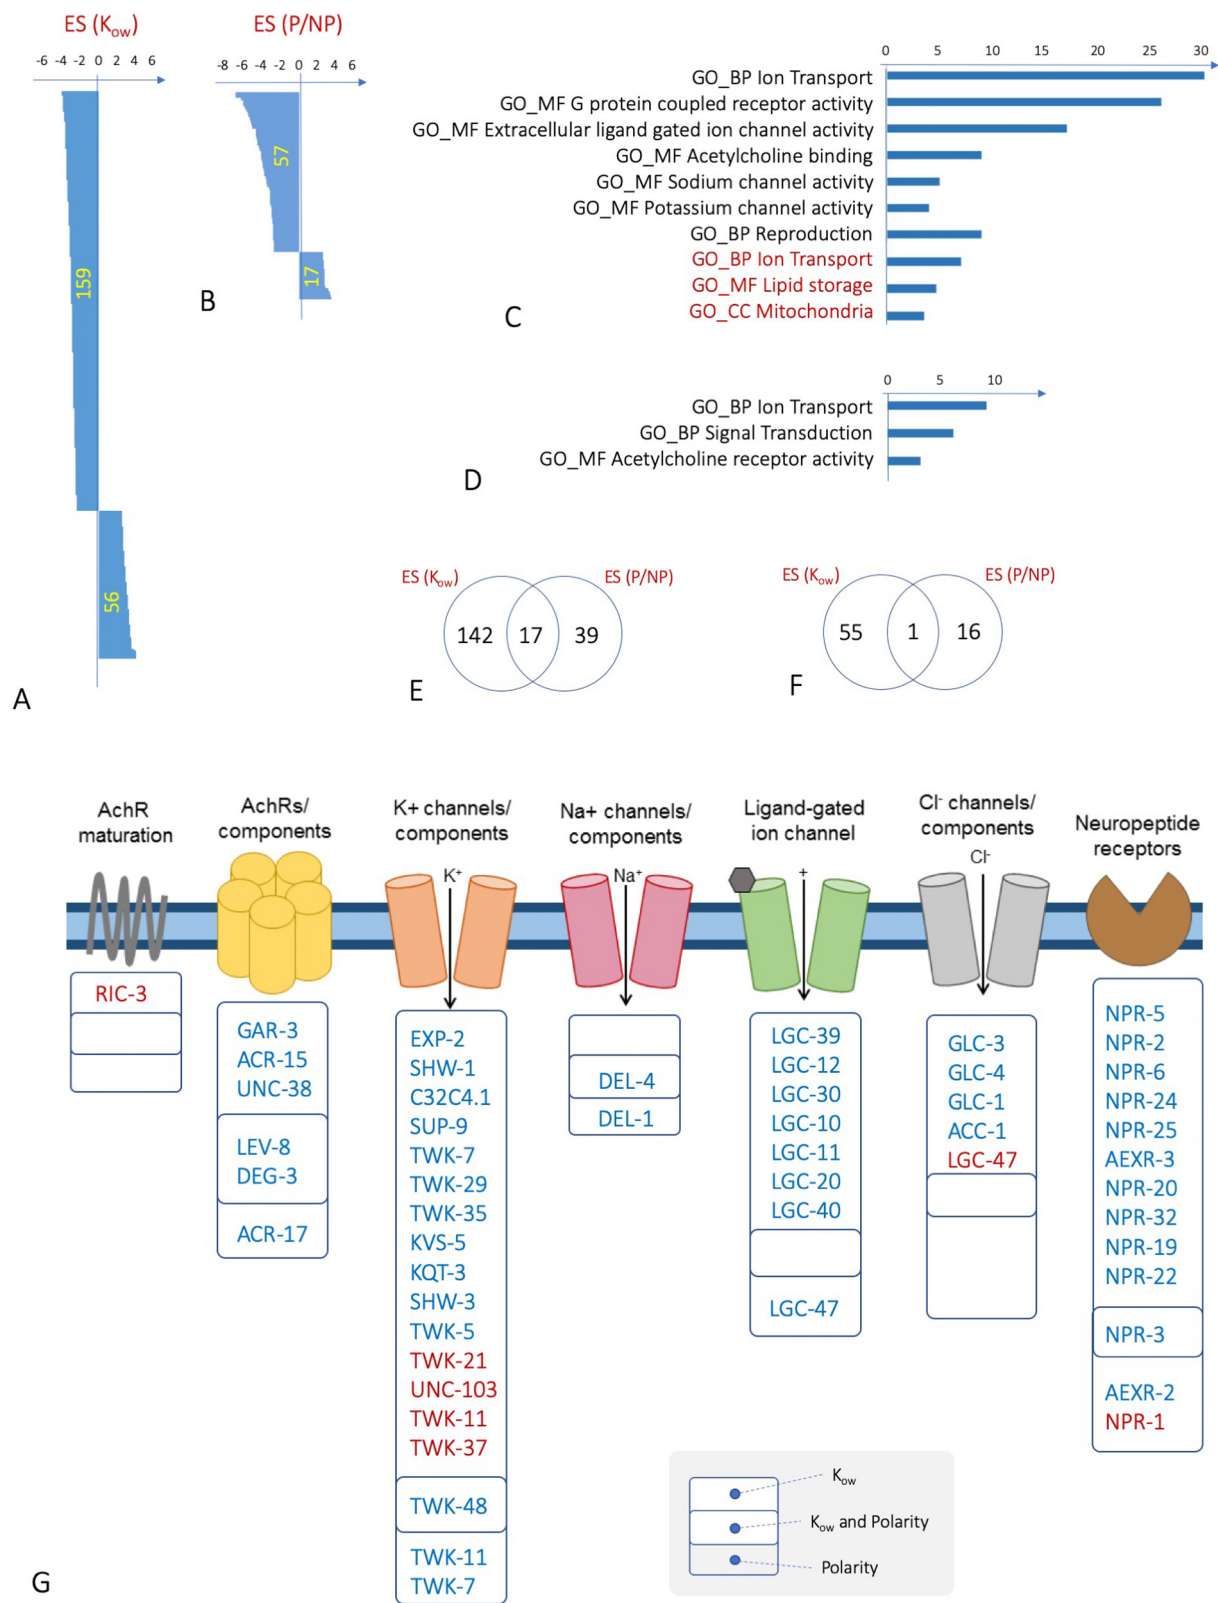 ES (Kow)
-6 -4 -2 0 2 4 6
159
56
A
ES (P/NP)
-8 -6 -4 -2 0 2 4 6
57
17
B
0 5 10 15 20 25 30
GO_BP Ion Transport
GO_MF G protein coupled receptor activity
GO_MF Extracellular ligand gated ion channel activity
GO_MF Acetylcholine binding
GO_MF Sodium channel activity
GO_MF Potassium channel activity
GO_BP Reproduction
GO_BP Ion Transport
GO_MF Lipid storage
GO_CC Mitochondria
C
0 5 10
GO_BP Ion Transport
GO_BP Signal Transduction
GO_MF Acetylcholine receptor activity
D
ES (Kow) ES (P/NP)
142 17 39
E
ES (Kow) ES (P/NP)
55 1 16
F
AchR
maturation
RIC-3
AchRs/
components
GAR-3
ACR-15
UNC-38
LEV-8
DEG-3
ACR-17
K+ channels/
components
K+
EXP-2
SHW-1
C32C4.1
SUP-9
TWK-7
TWK-29
TWK-35
KVS-5
KQT-3
SHW-3
TWK-5
TWK-21
UNC-103
TWK-11
TWK-37
TWK-48
TWK-11
TWK-7
Na+ channels/
components
Na+
DEL-4
DEL-1
Ligand-gated
ion channel
+
LGC-39
LGC-12
LGC-30
LGC-10
LGC-11
LGC-20
LGC-40
LGC-47
Cl- channels/
components
Cl-
GLC-3
GLC-4
GLC-1
ACC-1
LGC-47
Neuropeptide
receptors
NPR-5
NPR-2
NPR-6
NPR-24
NPR-25
AEXR-3
NPR-20
NPR-32
NPR-19
NPR-22
NPR-3
AEXR-2
NPR-1
Kow
Kow and Polarity
Polarity
G